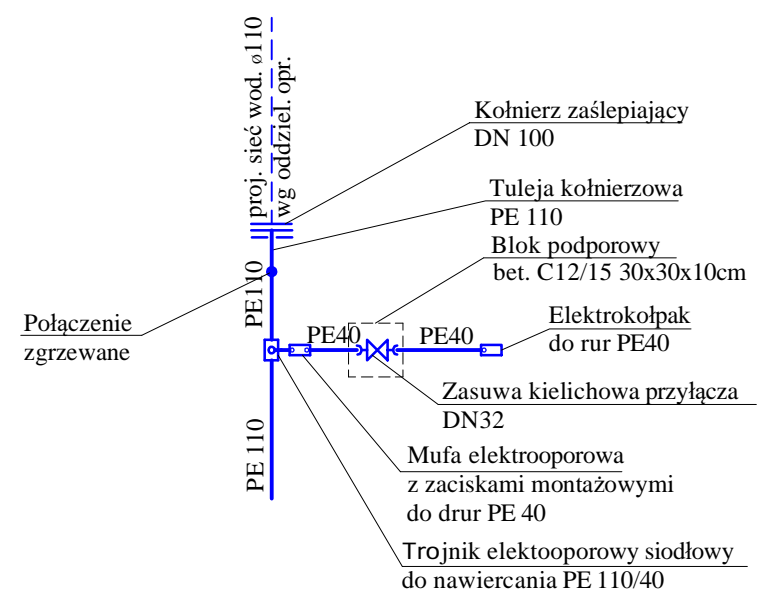 proj. sieć wod. ø110
wg oddziel. opr.
Kołnierz zaślepiający
DN 100
Tuleja kołnierzowa
PE 110
Blok podporowy
bet. C12/15 30x30x10cm
PE110
Połączenie
zgrzewane
PE40
PE40
Elektrokołpak
do rur PE40
Zasuwa kielichowa przyłącza
DN32
PE 110
Mufa elektrooporowa
z zaciskami montażowymi
do drur PE 40
Trojnik elektooporowy siodłowy
do nawiercania PE 110/40